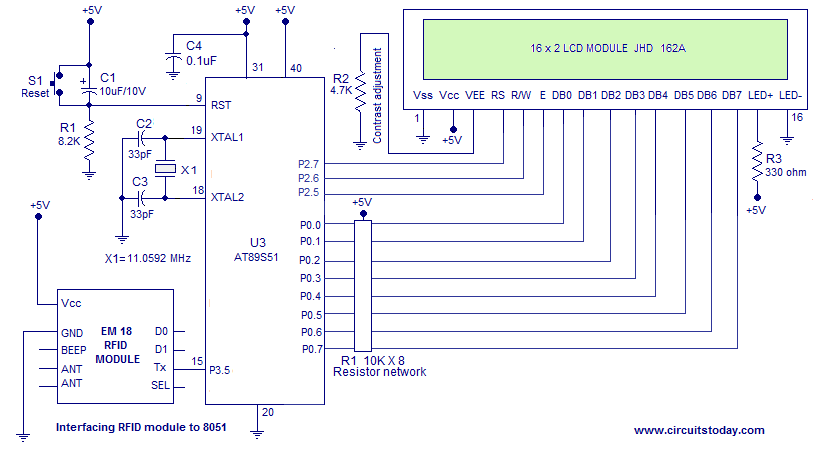 +5V
+5V
+5V
C4
0.1uF
31
40
S1
Reset
+
C1
10uF/10V
R1
8.2K
9
RST
C2
33pF
19
XTAL1
X1
C3
33pF
18
XTAL2
X1=11.0592 MHz
U3
AT89S51
P2.7
P2.6
P2.5
P0.0
P0.1
P0.2
P0.3
P0.4
P0.5
P0.6
P0.7
15
P3.5
20
R2
4.7K
Contrast adjustment
16 x 2 LCD MODULE JHD 162A
Vss Vcc VEE RS R/W E DB0 DB1 DB2 DB3 DB4 DB5 DB6 DB7 LED+ LED-
1
16
+5V
R3
330 ohm
+5V
+5V
R1 10K X 8
Resistor network
+5V
Vcc
GND
BEEP
ANT
ANT
EM 18
RFID
MODULE
D0
D1
Tx
SEL
Interfacing RFID module to 8051
www.circuitstoday.com